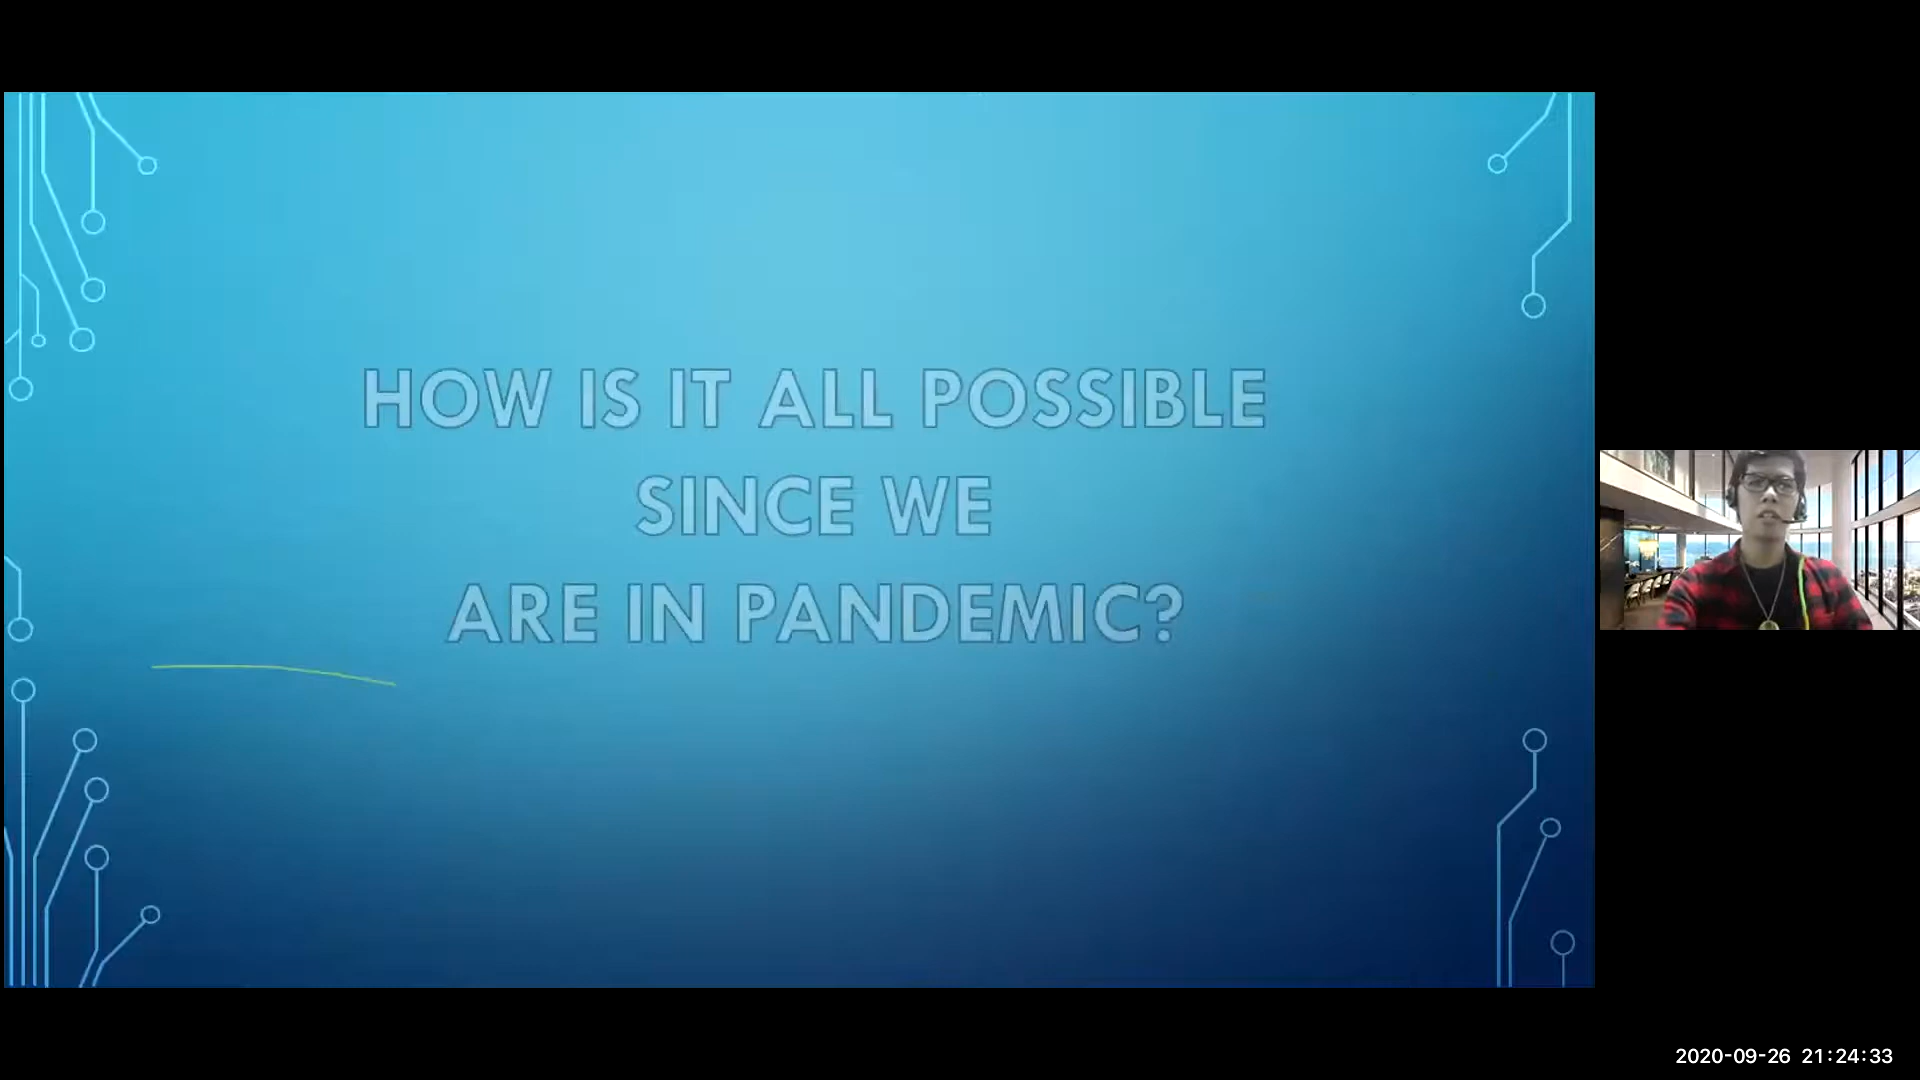 HOW IS IT ALL POSSIBLE
SINCE WE
ARE IN PANDEMIC?
2020-09-26 21:24:33